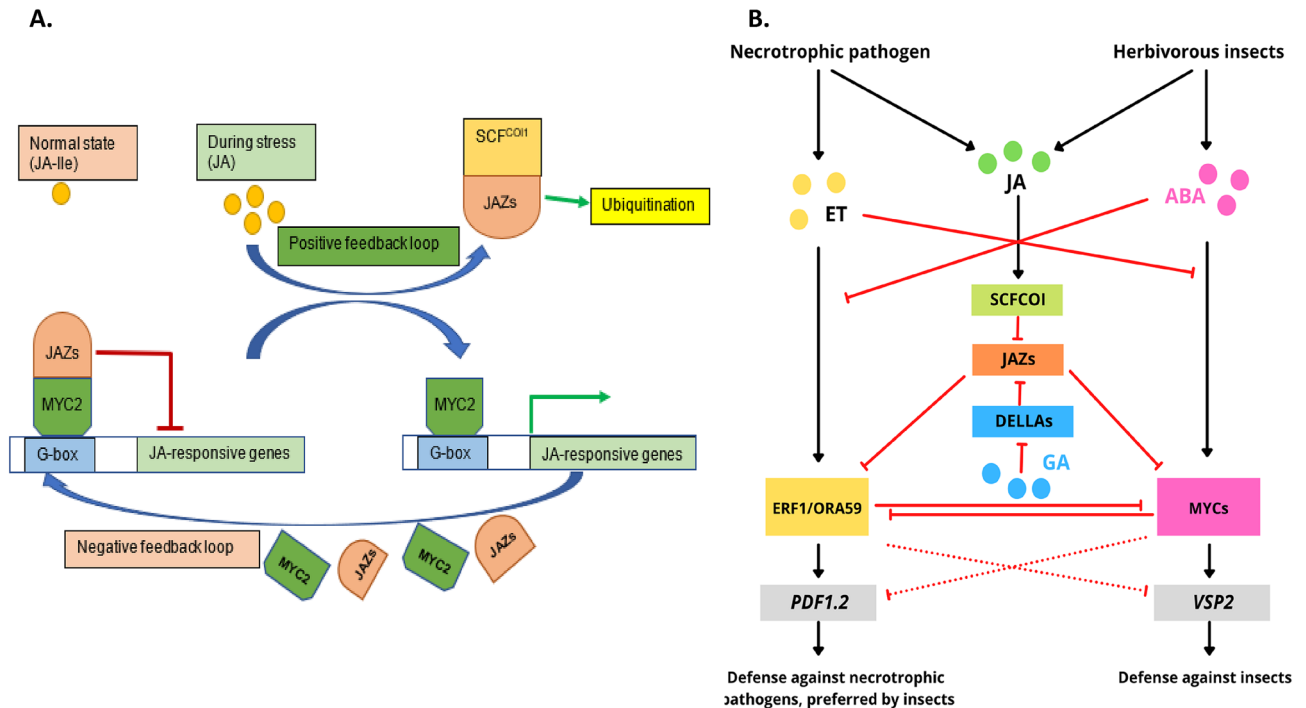 A.
Normal state
(JA-Ile)
During stress
(JA)
SCFCOI1
JAZs
Ubiquitination
Positive feedback loop
JAZs
MYC2
G-box
JA-responsive genes
MYC2
G-box
JA-responsive genes
Negative feedback loop
MYC2
JAZs
MYC2
JAZs
B.
Necrotrophic pathogen
Herbivorous insects
JA
ABA
ET
SCFCOI
JAZs
DELLAs
GA
ERF1/ORA59
MYCs
PDF1.2
VSP2
Defense against necrotrophic
pathogens, preferred by insects
Defense against insects